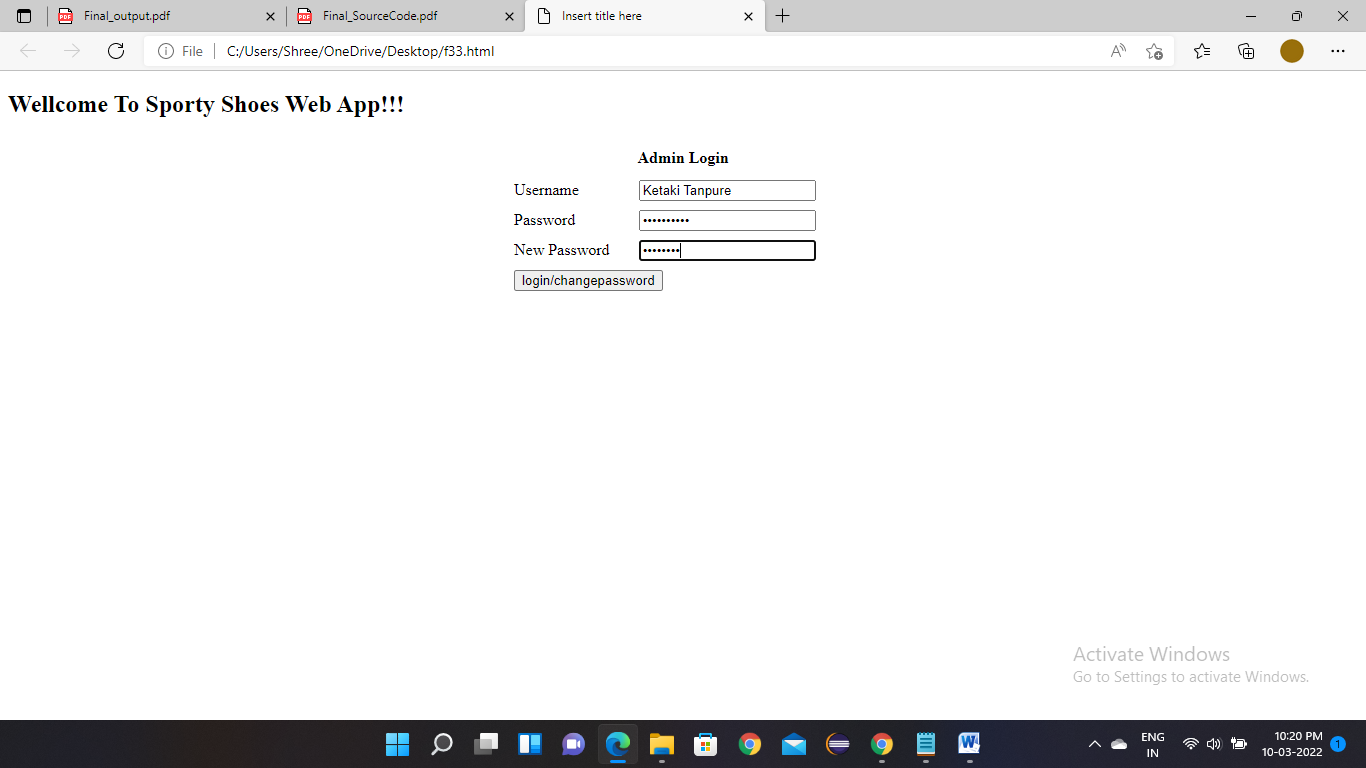 Final_output.pdf
Final_SourceCode.pdf
Insert title here
File
C:/Users/Shree/OneDrive/Desktop/f33.html
Wellcome To Sporty Shoes Web App!!!
Admin Login
Username Ketaki Tanpure
Password ••••••••••
New Password ••••••••
login/changepassword
Activate Windows
Go to Settings to activate Windows.
ENG
IN
10:20 PM
10-03-2022
1